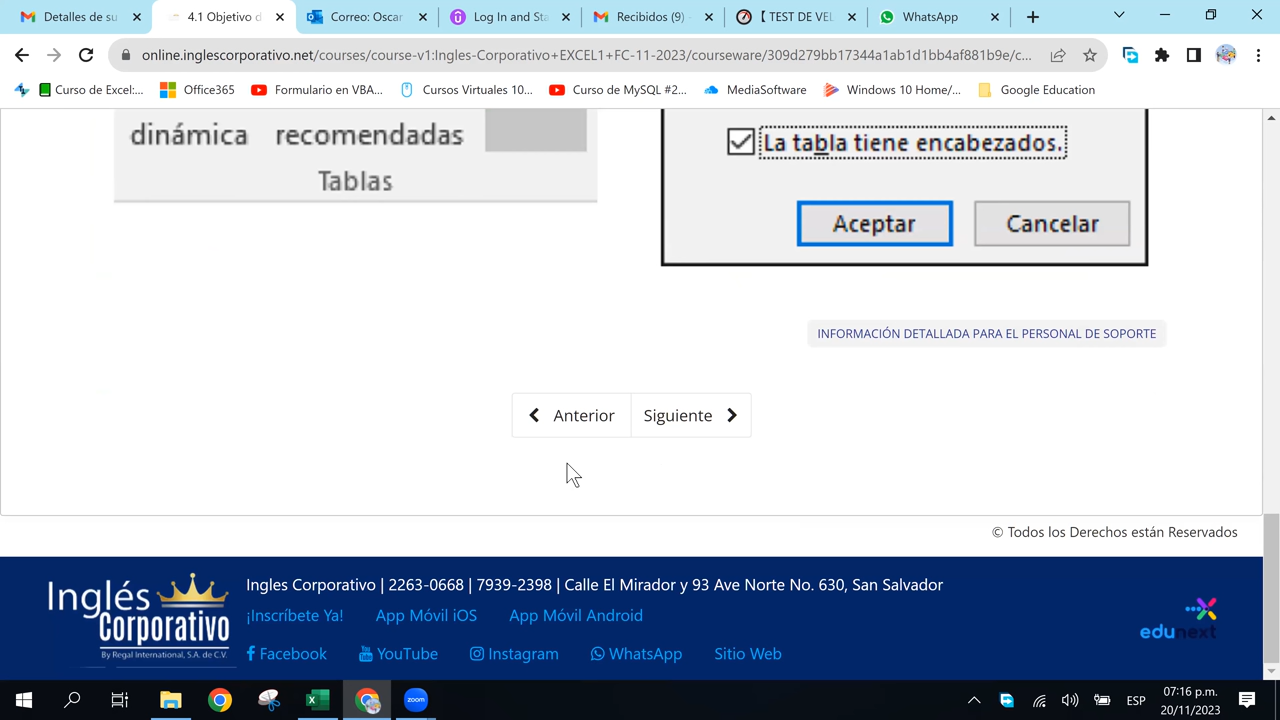 Detalles de su
4.1 Objetivo d
Correo: Oscar
Log In and Sta
Recibidos (9) -
【 TEST DE VEL
WhatsApp
online.inglescorporativo.net/courses/course-v1:Ingles-Corporativo+EXCEL1+FC-11-2023/courseware/309d279bb17344a1ab1d1bb4af881b9e/c...
Curso de Excel:...
Office365
Formulario en VBA...
Cursos Virtuales 10...
Curso de MySQL #2...
MediaSoftware
Windows 10 Home/...
Google Education
dinámica recomendadas
Tablas
La tabla tiene encabezados.
Aceptar
Cancelar
INFORMACIÓN DETALLADA PARA EL PERSONAL DE SOPORTE
Anterior
Siguiente
© Todos los Derechos están Reservados
Inglés
Corporativo
By Regal International, S.A. de C.V.
Ingles Corporativo | 2263-0668 | 7939-2398 | Calle El Mirador y 93 Ave Norte No. 630, San Salvador
¡Inscríbete Ya!
App Móvil iOS
App Móvil Android
Facebook
YouTube
Instagram
WhatsApp
Sitio Web
edunext
zoom
ESP
07:16 p.m.
20/11/2023